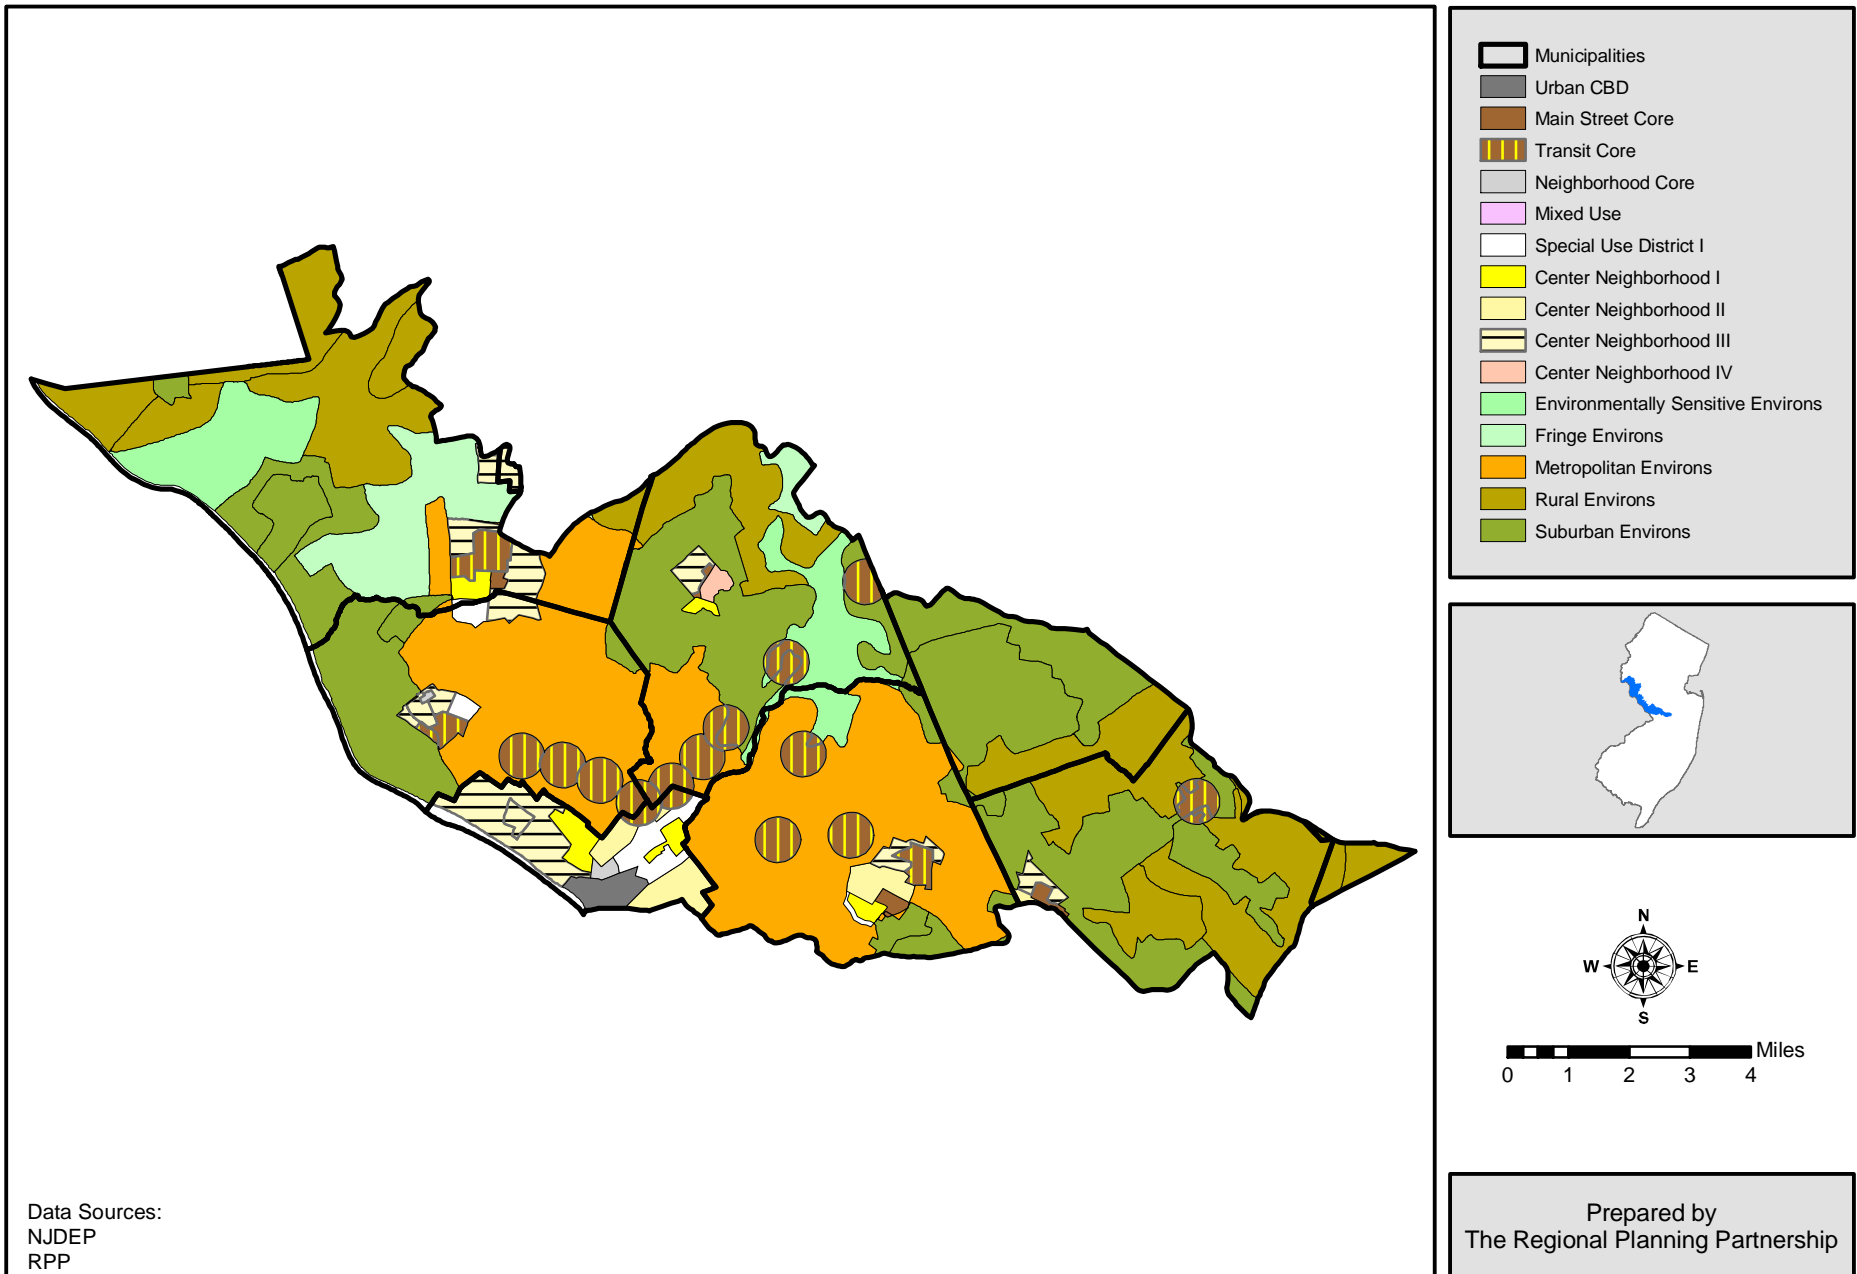 Municipalities
Urban CBD
Main Street Core
Transit Core
Neighborhood Core
Mixed Use
Special Use District I
Center Neighborhood I
Center Neighborhood II
Center Neighborhood III
Center Neighborhood IV
Environmentally Sensitive Environs
Fringe Environs
Metropolitan Environs
Rural Environs
Suburban Environs
N
W E
S
Miles
0 1 2 3 4
Data Sources:
NJDEP
RPP
Prepared by
The Regional Planning Partnership